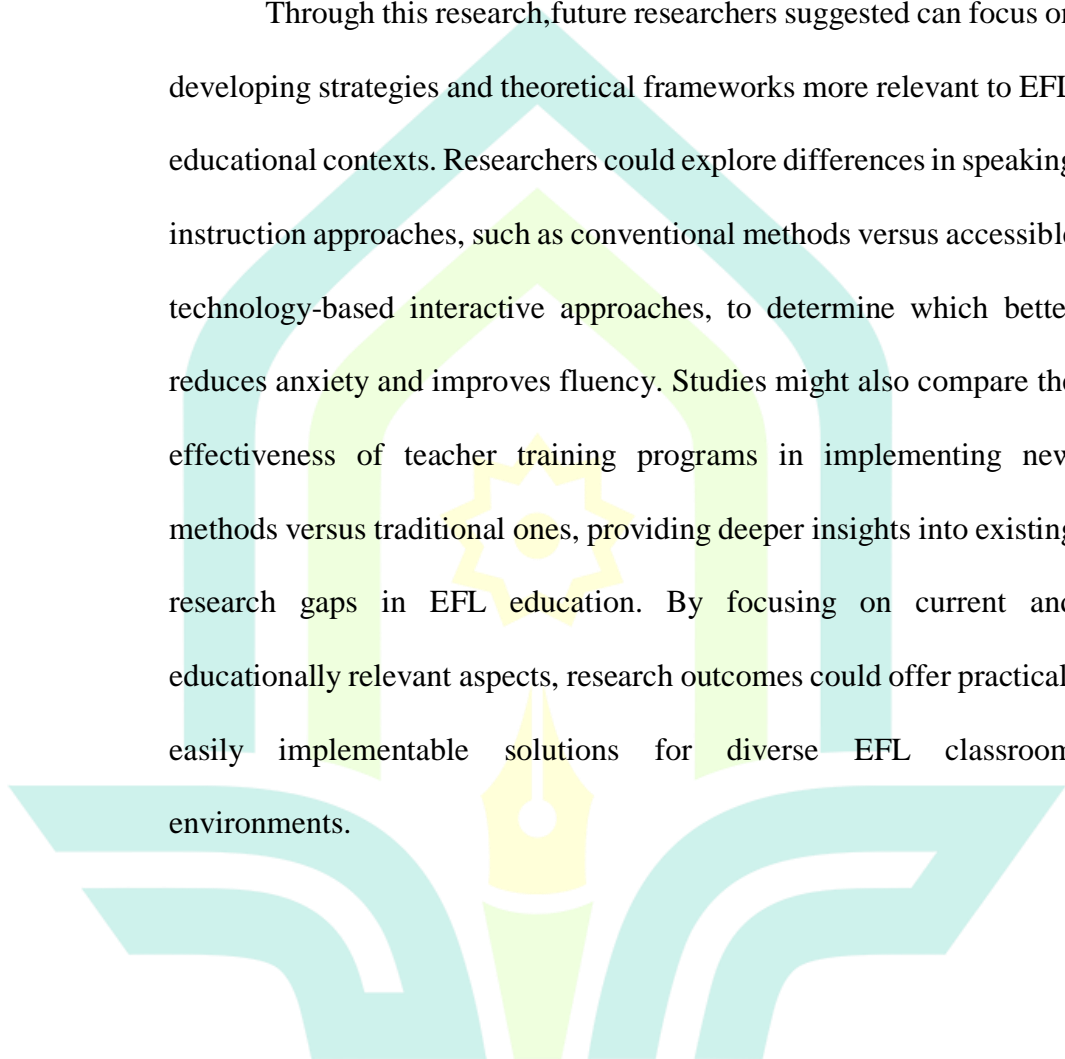 Through this research,future researchers suggested can focus on
developing strategies and theoretical frameworks more relevant to EFL
educational contexts. Researchers could explore differences in speaking
instruction approaches, such as conventional methods versus accessible
technology-based interactive approaches, to determine which better
reduces anxiety and improves fluency. Studies might also compare the
effectiveness of teacher training programs in implementing new
methods versus traditional ones, providing deeper insights into existing
research gaps in EFL education. By focusing on current and
educationally relevant aspects, research outcomes could offer practical,
easily implementable solutions for diverse EFL classroom
environments.